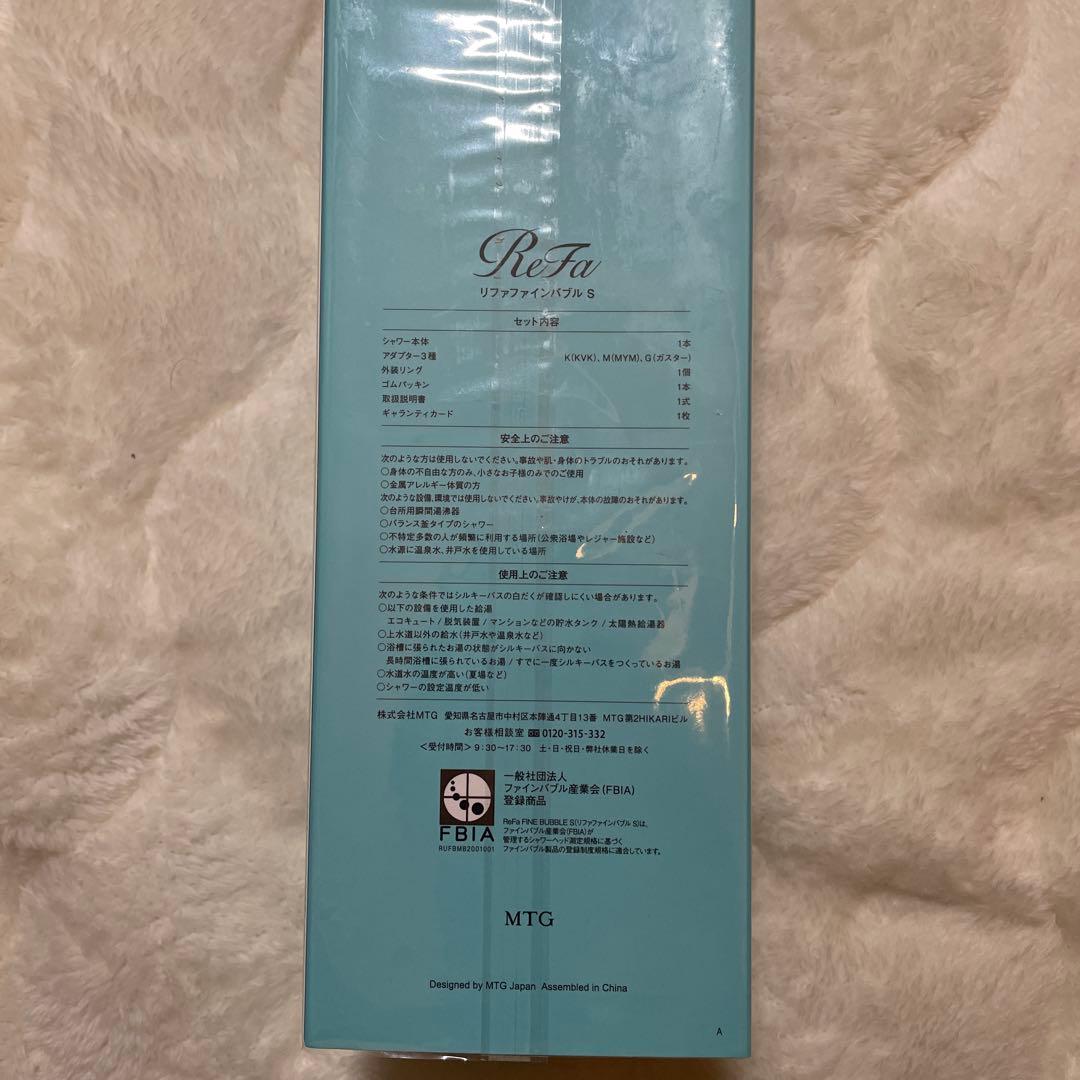 ReFa
リファファインバブル S
セット内容
シャワー本体 1本
アダプター3種 K(KVK)、M(MYM)、G(ガスター)
外装リング 1個
ゴムパッキン 1本
取扱説明書 1式
ギャランティカード 1枚
安全上のご注意
次のような方は使用しないでください。事故や肌・身体のトラブルのおそれがあります。
○身体の不自由な方のみ、小さなお子様のみでのご使用
○金属アレルギー体質の方
次のような設備、環境では使用しないでください。事故やけが、本体の故障のおそれがあります。
○台所用瞬間湯沸器
○バランス釜タイプのシャワー
○不特定多数の人が頻繁に利用する場所(公衆浴場やレジャー施設など)
○水源に温泉水、井戸水を使用している場所
使用上のご注意
次のような条件ではシルキーバスの白だくが確認しにくい場合があります。
○以下の設備を使用した給湯
エコキュート / 脱気装置 / マンションなどの貯水タンク / 太陽熱給湯器
○上水道以外の給水(井戸水や温泉水など)
○浴槽に張られたお湯の状態がシルキーバスに向かない
長時間浴槽に張られているお湯 / すでに一度シルキーバスをつくっているお湯
○水道水の温度が高い(夏場など)
○シャワーの設定温度が低い
株式会社MTG 愛知県名古屋市中村区本陣通4丁目13番 MTG第2HIKARIビル
お客様相談室 0120-315-332
<受付時間> 9:30～17:30 土・日・祝日・弊社休業日を除く
一般社団法人
ファインバブル産業会(FBIA)
登録商品
FBIA
RUFBMB2001001
ReFa FINE BUBBLE S(リファファインバブル S)は、
ファインバブル産業会(FBIA)が
管理するシャワーヘッド測定規格に基づく
ファインバブル製品の登録制度規格に適合しています。
MTG
Designed by MTG Japan Assembled in China
A